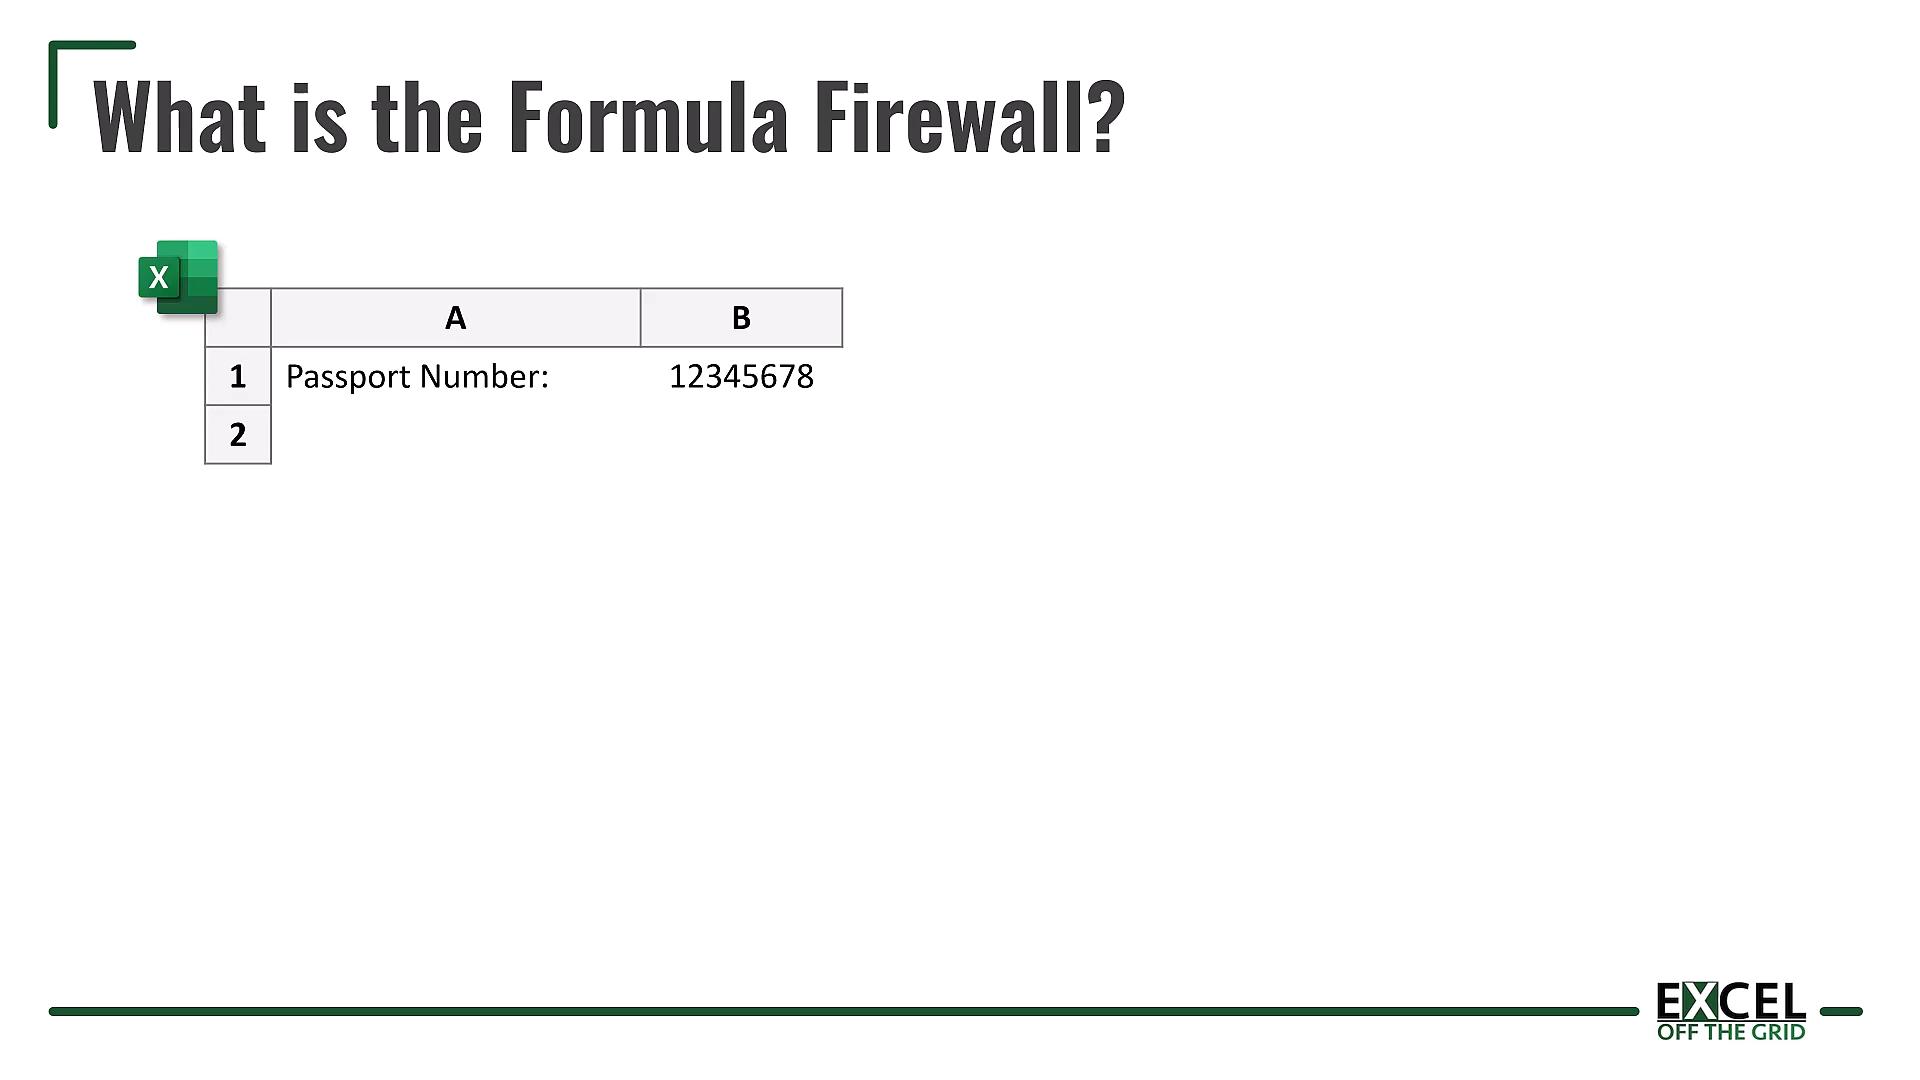 What is the Formula Firewall?
X
A B
1 Passport Number: 12345678
2
EXCEL
OFF THE GRID